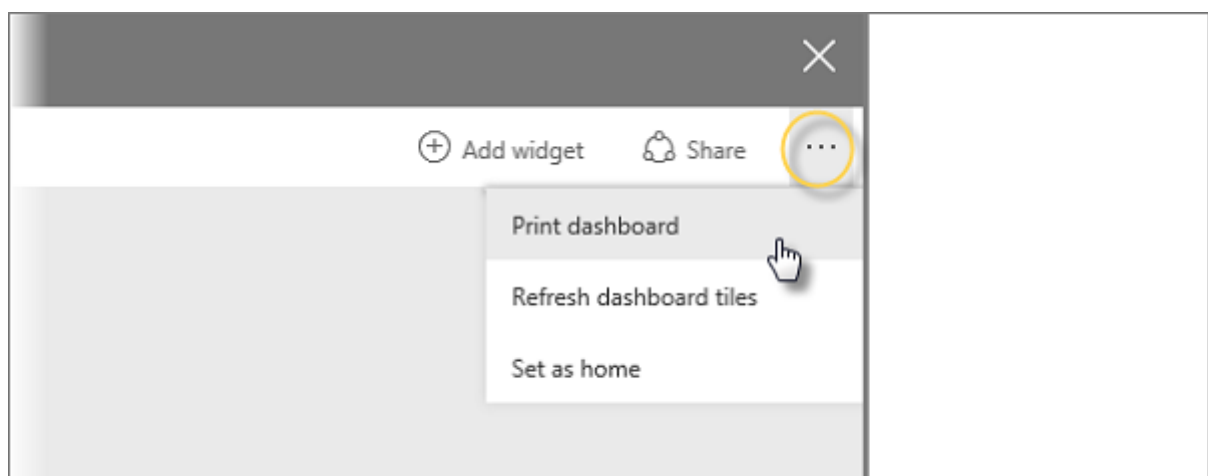 Add widget Share ...
Print dashboard
Refresh dashboard tiles
Set as home